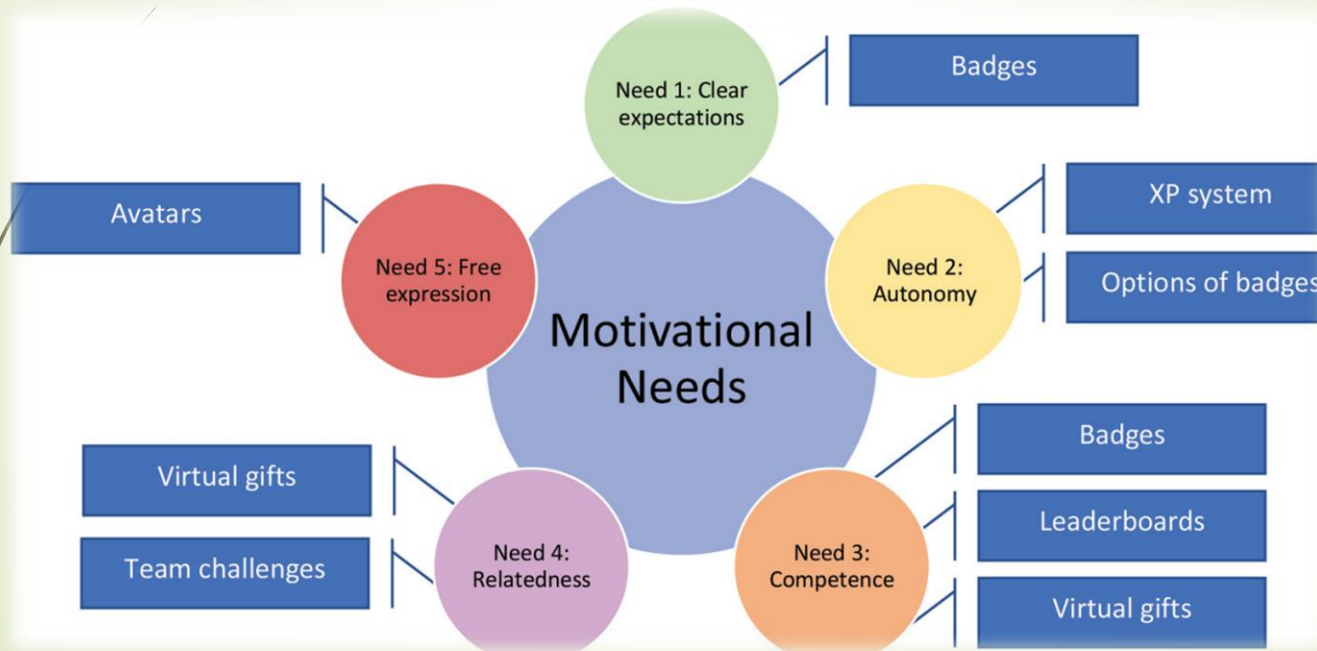 Badges
Need 1: Clear
expectations
XP system
Avatars
Need 5: Free
expression
Need 2:
Autonomy
Options of badges
Motivational
Needs
Badges
Virtual gifts
Leaderboards
Team challenges
Need 4:
Relatedness
Need 3:
Competence
Virtual gifts